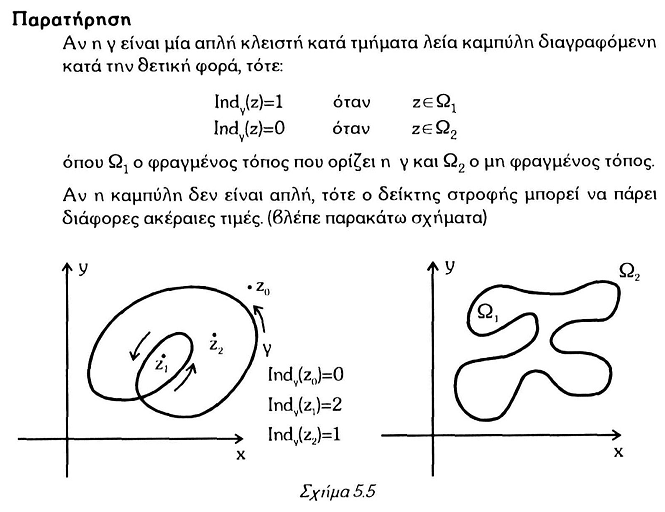 Παρατήρηση
Αν η γ είναι μία απλή κλειστή κατά τμήματα λεία καμπύλη διαγραφόμενη
κατά την θετική φορά, τότε:
Indγ(z)=1 όταν z∈Ω1
Indγ(z)=0 όταν z∈Ω2
όπου Ω1 ο φραγμένος τόπος που ορίζει η γ και Ω2 ο μη φραγμένος τόπος.
Αν η καμπύλη δεν είναι απλή, τότε ο δείκτης στροφής μπορεί να πάρει
διάφορες ακέραιες τιμές. (βλέπε παρακάτω σχήματα)
y
z0
z2
z1
γ
Indγ(z0)=0
Indγ(z1)=2
Indγ(z2)=1
x
y
Ω2
Ω1
x
Σχήμα 5.5